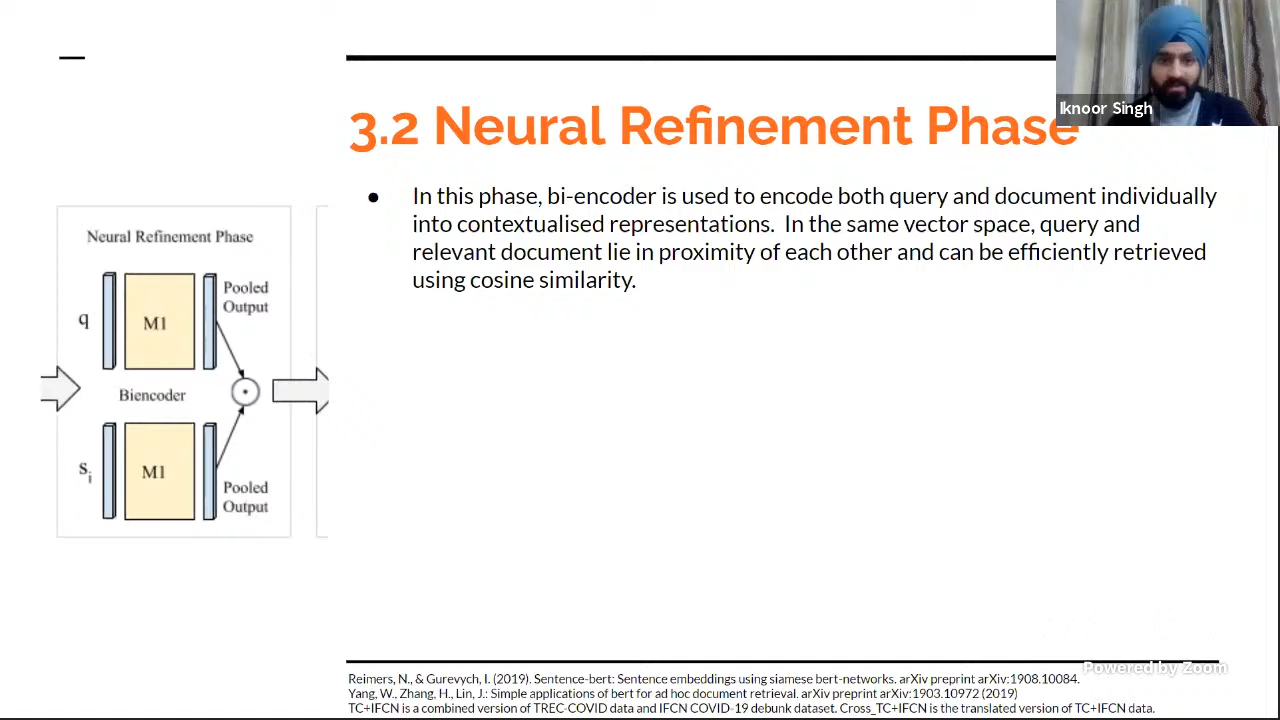 Iknoor Singh
3.2 Neural Refinement Phase
● In this phase, bi-encoder is used to encode both query and document individually
into contextualised representations. In the same vector space, query and
relevant document lie in proximity of each other and can be efficiently retrieved
using cosine similarity.
Neural Refinement Phase
Pooled
Output
q
M1
Biencoder
si
M1
Pooled
Output
Powered by Zoom
Reimers, N., & Gurevych, I. (2019). Sentence-bert: Sentence embeddings using siamese bert-networks. arXiv preprint arXiv:1908.10084.
Yang, W., Zhang, H., Lin, J.: Simple applications of bert for ad hoc document retrieval. arXiv preprint arXiv:1903.10972 (2019)
TC+IFCN is a combined version of TREC-COVID data and IFCN COVID-19 debunk dataset. Cross_TC+IFCN is the translated version of TC+IFCN data.